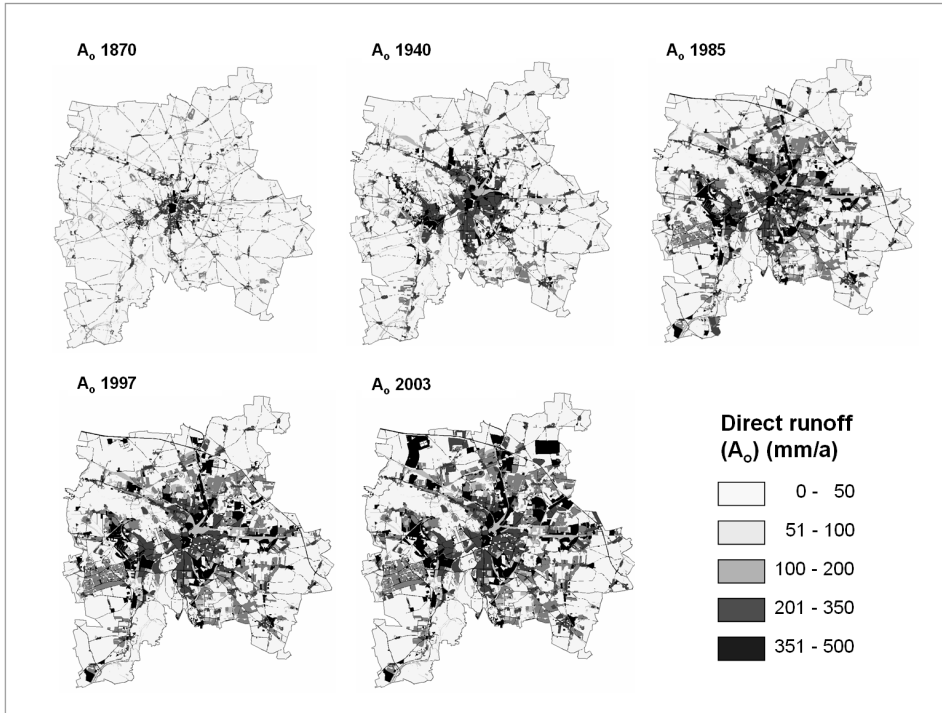 Aₒ 1870
Aₒ 1940
Aₒ 1985
Aₒ 1997
Aₒ 2003
Direct runoff
(Aₒ) (mm/a)
0 - 50
51 - 100
100 - 200
201 - 350
351 - 500